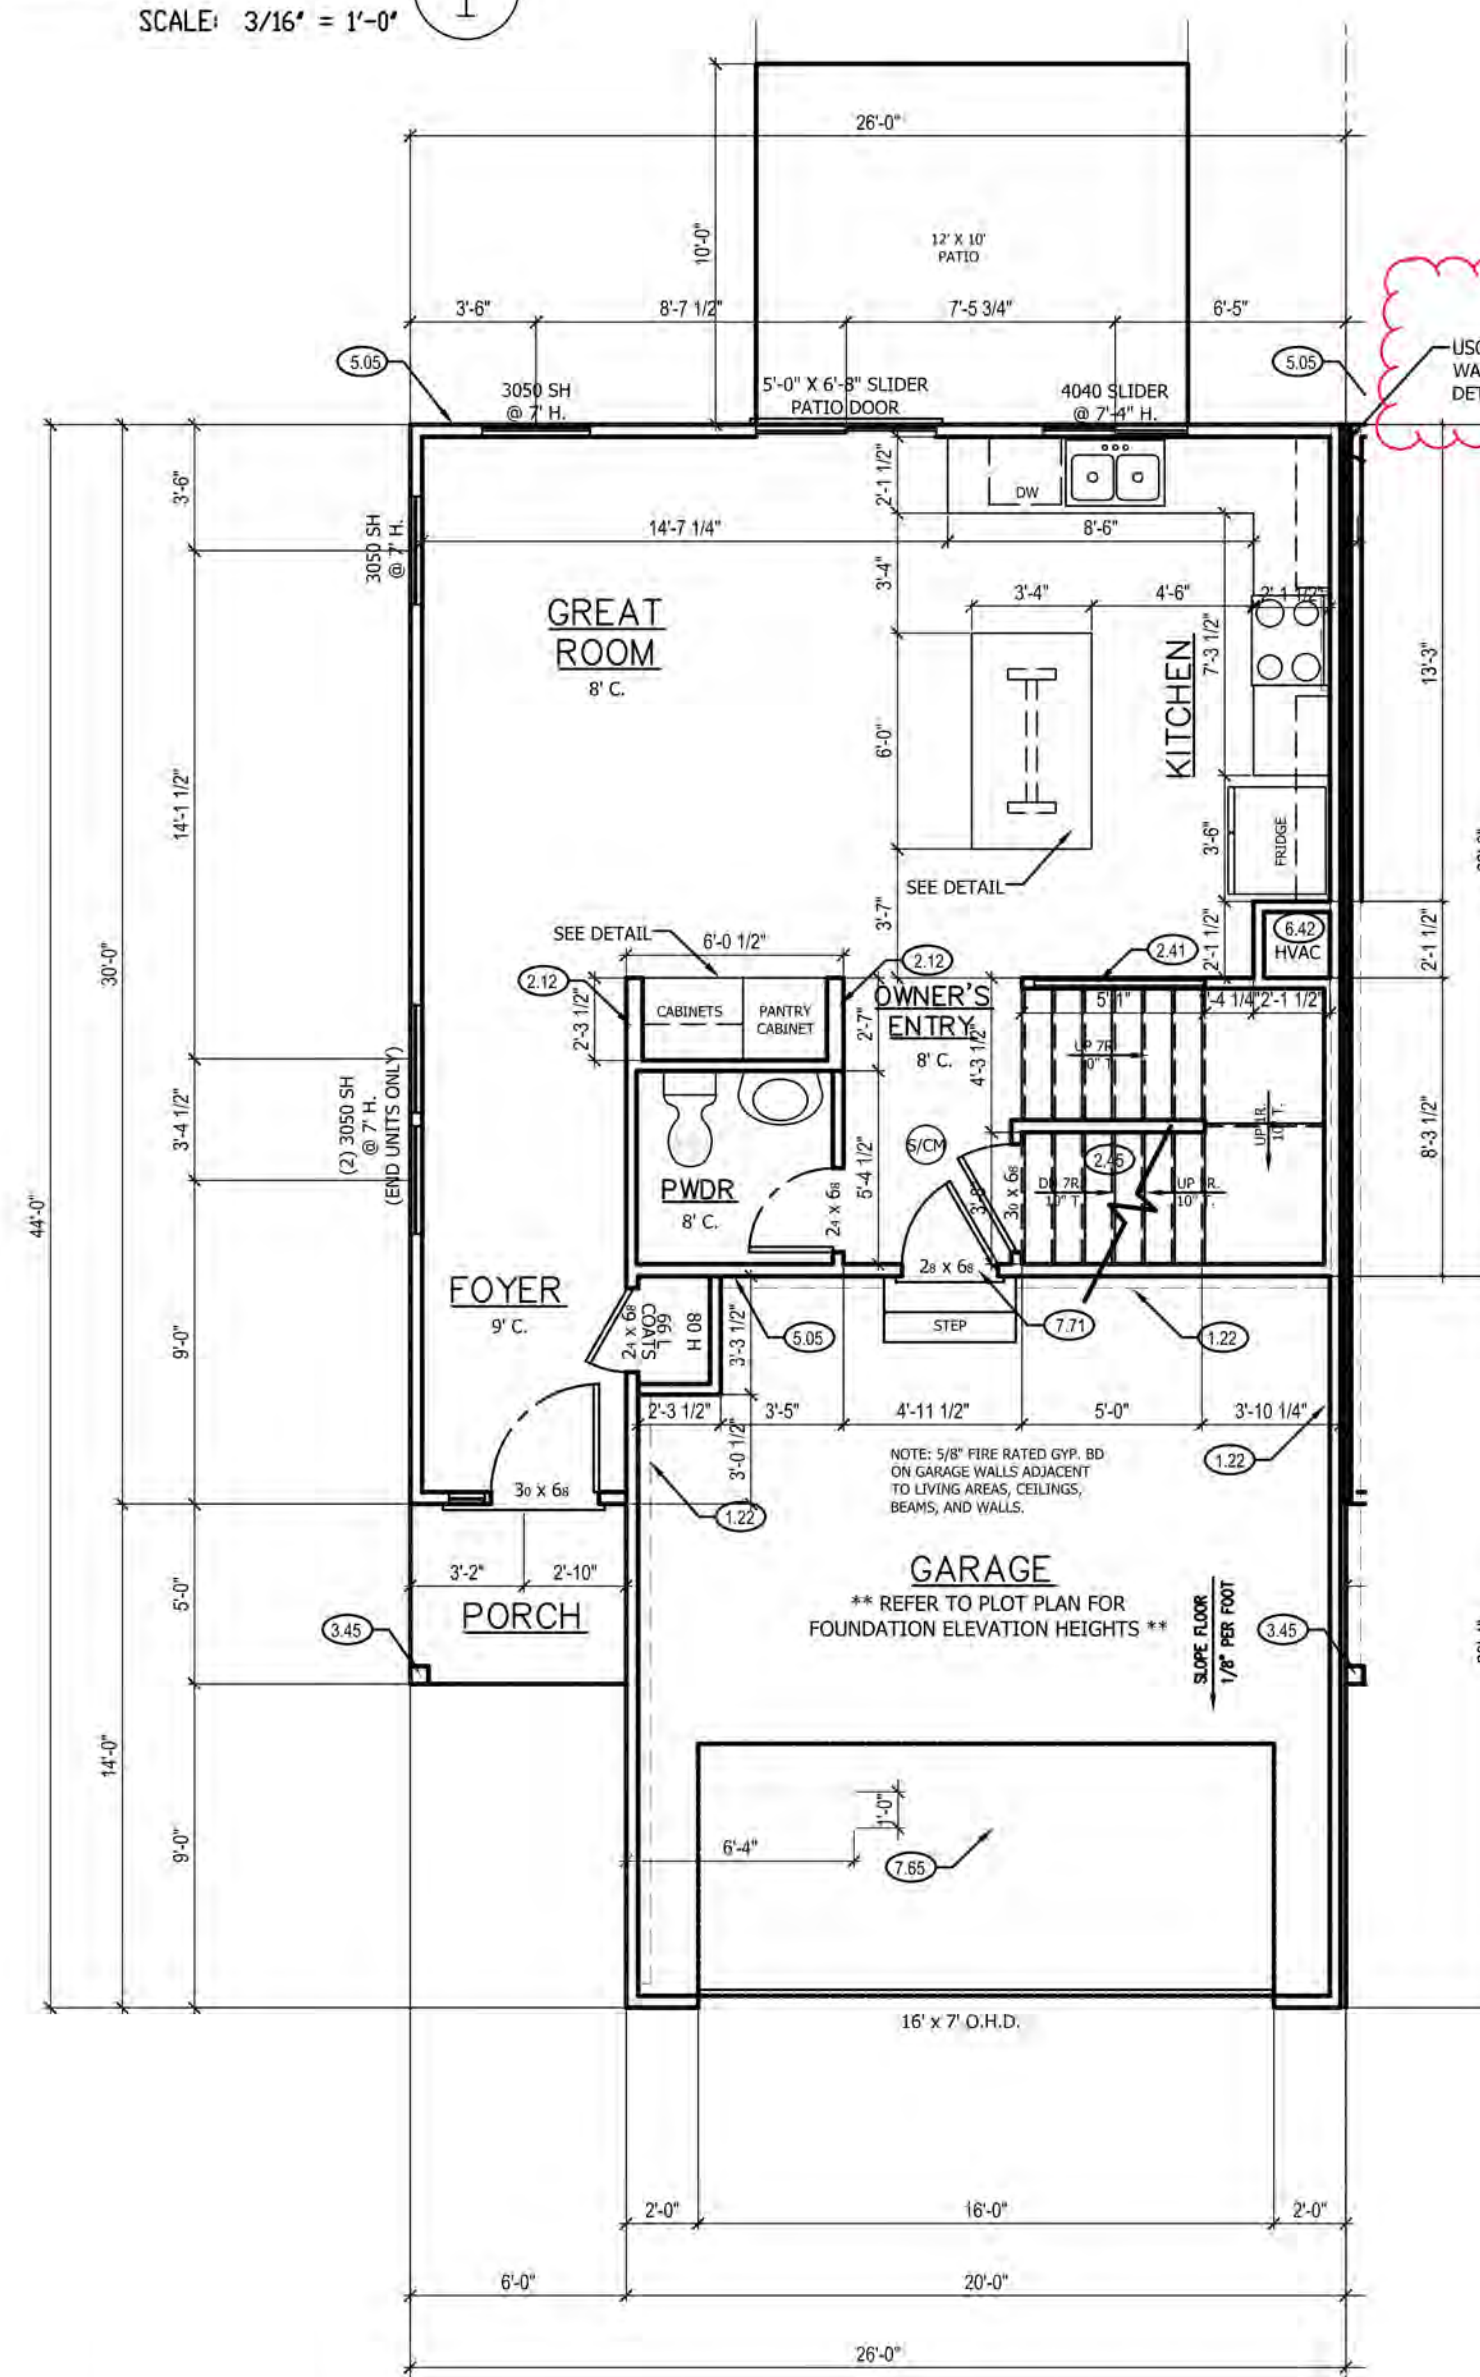 SCALE: 3/16" = 1'-0"
1
26'-0"
10'-0"
12' X 10'
PATIO
3'-6"
8'-7 1/2"
7'-5 3/4"
6'-5"
5.05
3050 SH
@ 7' H.
5'-0" X 6'-8" SLIDER
PATIO DOOR
4040 SLIDER
@ 7'-4" H.
5.05
3'-6"
3050 SH
@ 7' H.
2'-1 1/2"
DW
14'-7 1/4"
8'-6"
3'-4"
3'-4"
4'-6"
2'-1 1/2"
GREAT
ROOM
8' C.
7'-3 1/2"
KITCHEN
13'-3"
6'-0"
14'-1 1/2"
3'-6"
FRIDGE
SEE DETAIL
3'-7"
30'-0"
SEE DETAIL
6'-0 1/2"
2.12
2.12
2.41
2'-1 1/2"
6.42
HVAC
2'-1 1/2"
2'-3 1/2"
CABINETS
PANTRY
CABINET
OWNER'S
ENTRY
8' C.
2'-7"
4'-3 1/2"
5'-1"
2'-1 1/2"
UP 7R.
(2) 3050 SH
@ 7' H.
(END UNITS ONLY)
3'-4 1/2"
5'-4 1/2"
S/CM
2.45
10" T.
8'-3 1/2"
44'-0"
PWDR
8' C.
24 x 68
30 x 68
28 x 68
10" T.
FOYER
9' C.
24 x 68
COATS
66 L
80 H
3'-3 1/2"
5.05
STEP
7.71
1.22
9'-0"
2'-3 1/2"
3'-5"
4'-11 1/2"
5'-0"
3'-10 1/4"
3'-0 1/2"
NOTE: 5/8" FIRE RATED GYP. BD
ON GARAGE WALLS ADJACENT
TO LIVING AREAS, CEILINGS,
BEAMS, AND WALLS.
1.22
30 x 68
1.22
3'-2"
2'-10"
5'-0"
PORCH
3.45
GARAGE
** REFER TO PLOT PLAN FOR
FOUNDATION ELEVATION HEIGHTS **
SLOPE FLOOR
1/8" PER FOOT
3.45
14'-0"
9'-0"
1'-0"
6'-4"
7.65
16' x 7' O.H.D.
2'-0"
16'-0"
2'-0"
6'-0"
20'-0"
26'-0"